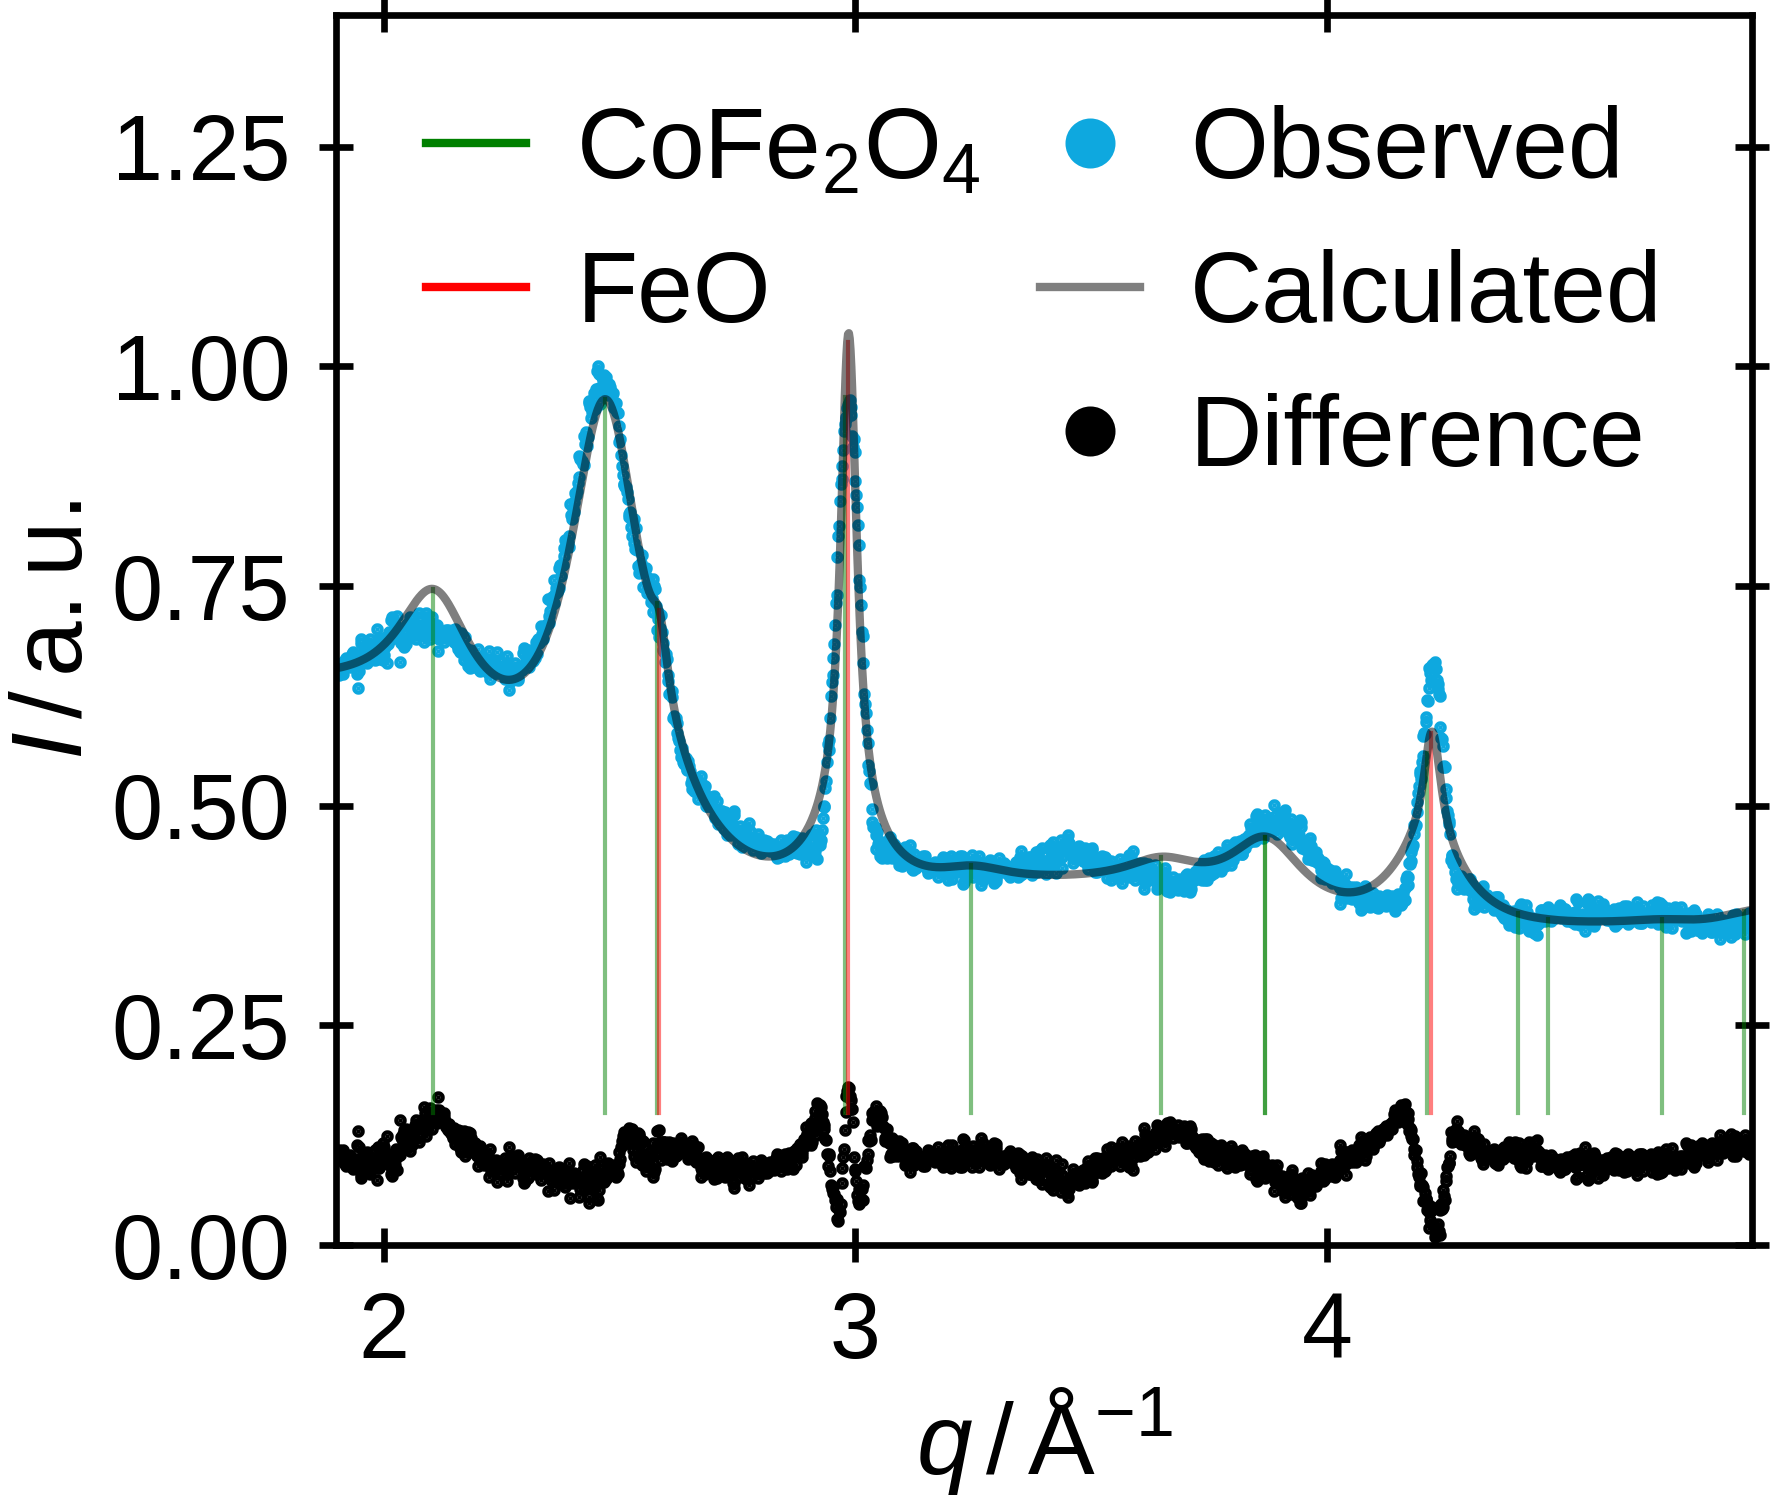 CoFe₂O₄
FeO
Observed
Calculated
Difference
1.25
1.00
0.75
0.50
0.25
0.00
I / a. u.
2 3 4
q / Å⁻¹